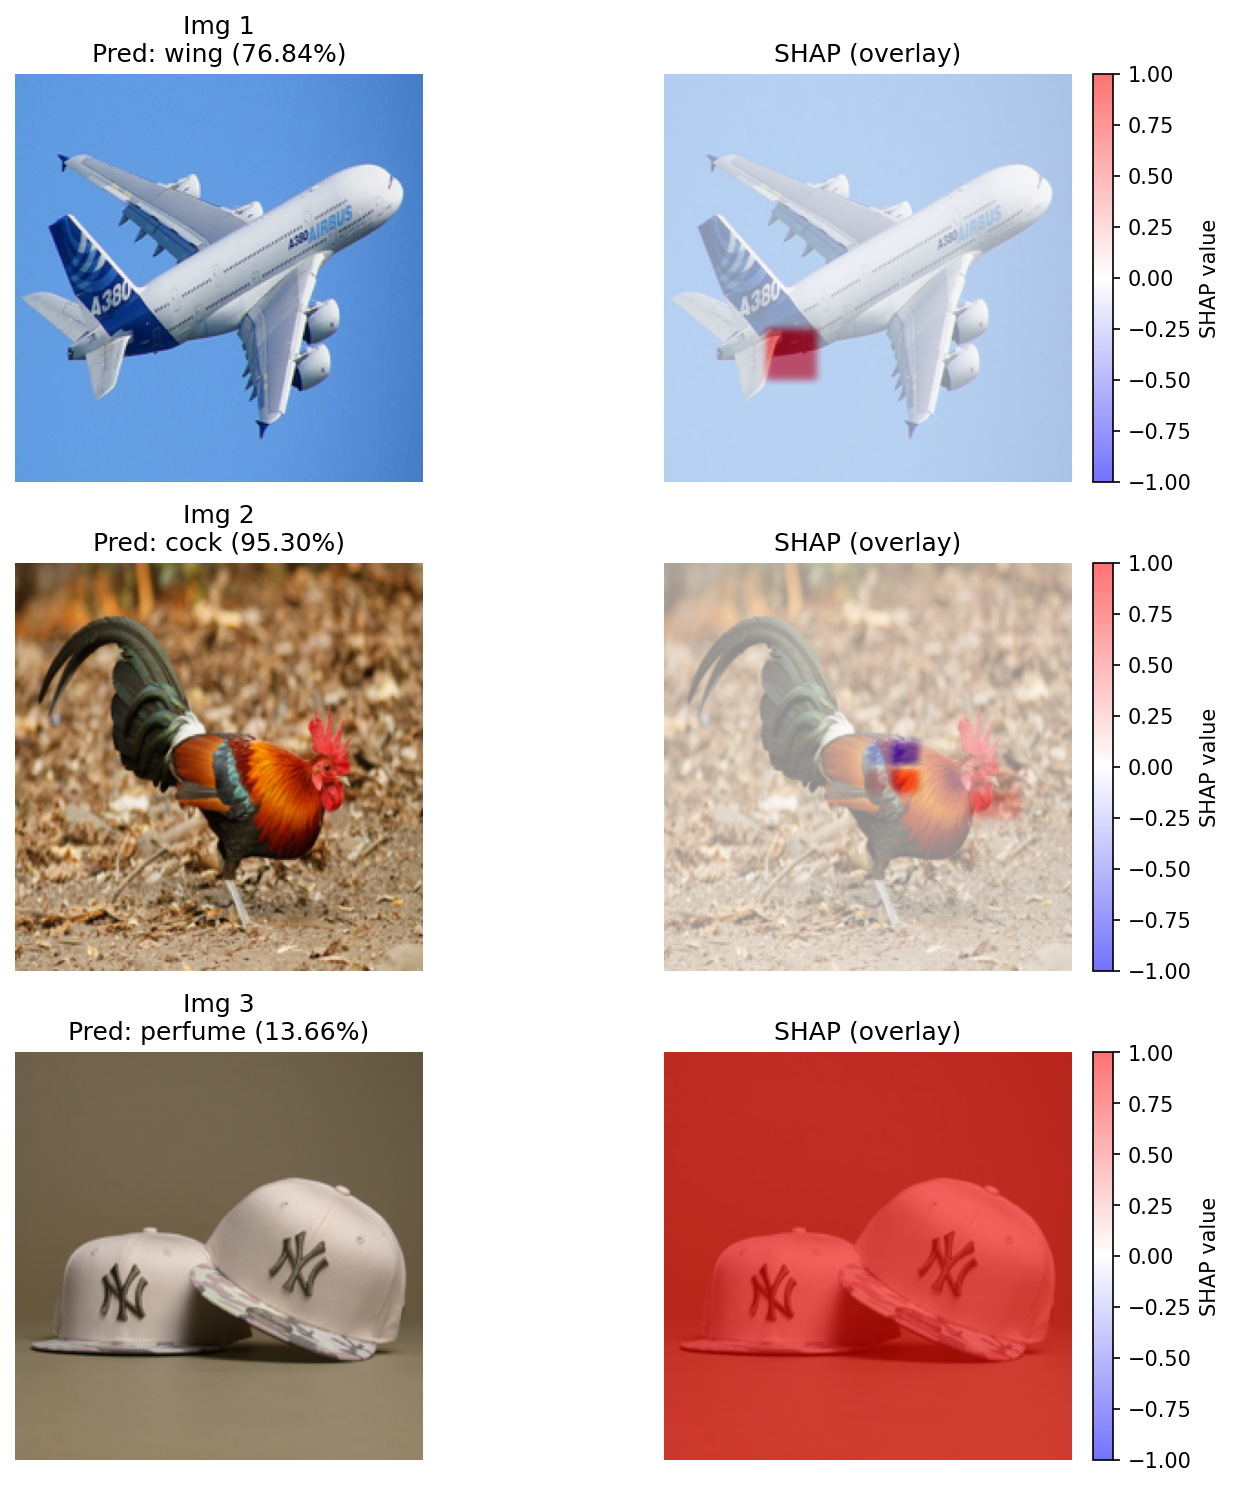 Img 1
Pred: wing (76.84%)
SHAP (overlay)
A380 AIRBUS
A380
A380 AIRBUS
A380
1.00
0.75
0.50
0.25
0.00
−0.25
−0.50
−0.75
−1.00
SHAP value
Img 2
Pred: cock (95.30%)
SHAP (overlay)
1.00
0.75
0.50
0.25
0.00
−0.25
−0.50
−0.75
−1.00
SHAP value
Img 3
Pred: perfume (13.66%)
SHAP (overlay)
NY
NY
NY
NY
1.00
0.75
0.50
0.25
0.00
−0.25
−0.50
−0.75
−1.00
SHAP value